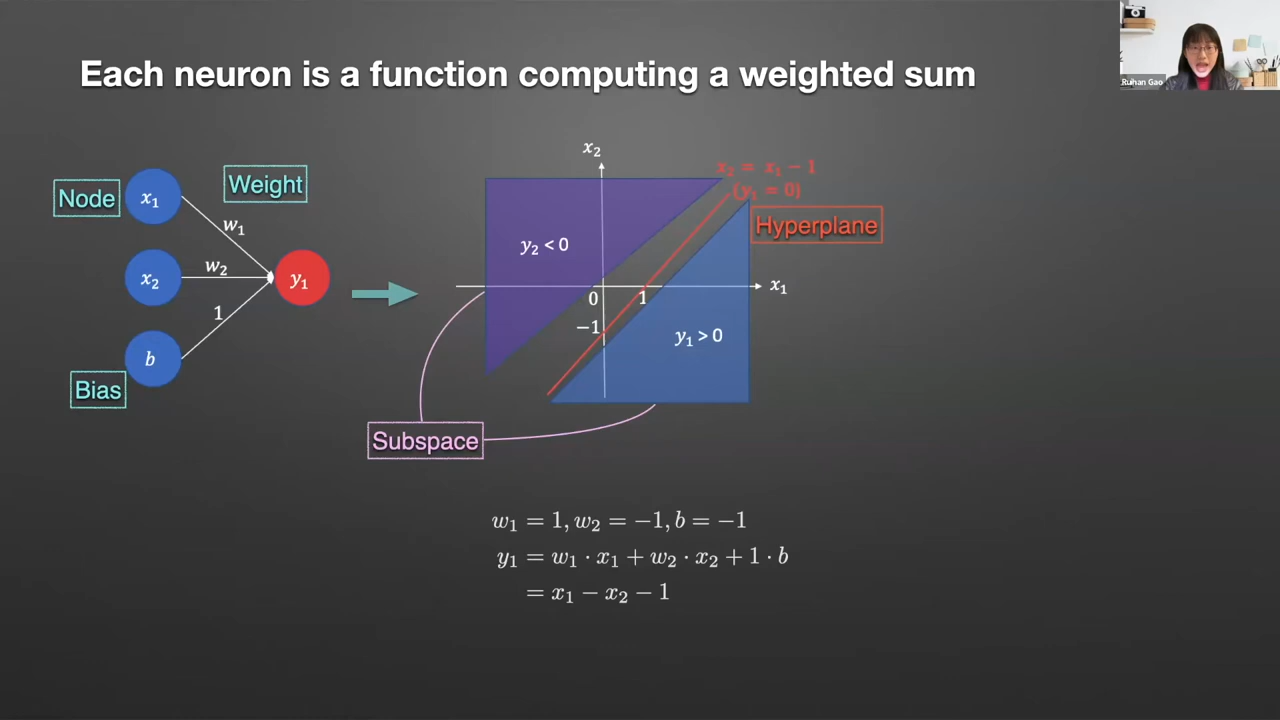 Each neuron is a function computing a weighted sum
Ruihan Gao
Node
x₁
Weight
w₁
x₂
w₂
y₁
1
b
Bias
x₂
x₂ = x₁ − 1
(y₁ = 0)
Hyperplane
y₂ < 0
x₁
0
1
−1
y₁ > 0
Subspace
w₁ = 1, w₂ = −1, b = −1
y₁ = w₁ · x₁ + w₂ · x₂ + 1 · b
= x₁ − x₂ − 1